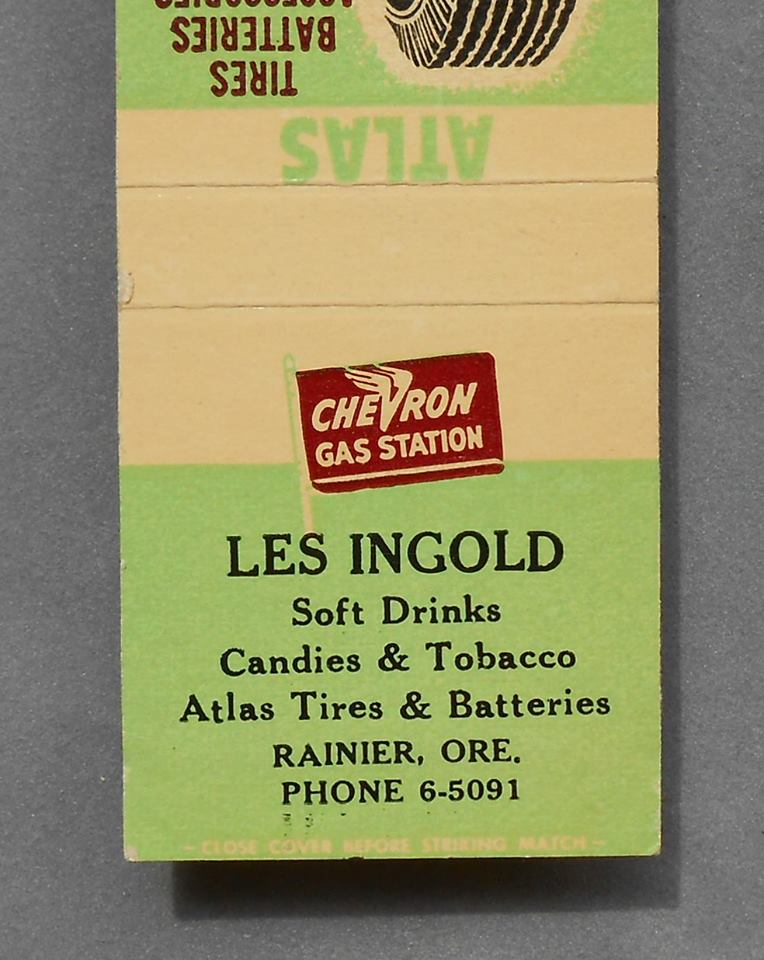 ACCESSORIES
BATTERIES
TIRES
ATLAS
CHEVRON
GAS STATION
LES INGOLD
Soft Drinks
Candies & Tobacco
Atlas Tires & Batteries
RAINIER, ORE.
PHONE 6-5091
– CLOSE COVER BEFORE STRIKING MATCH –